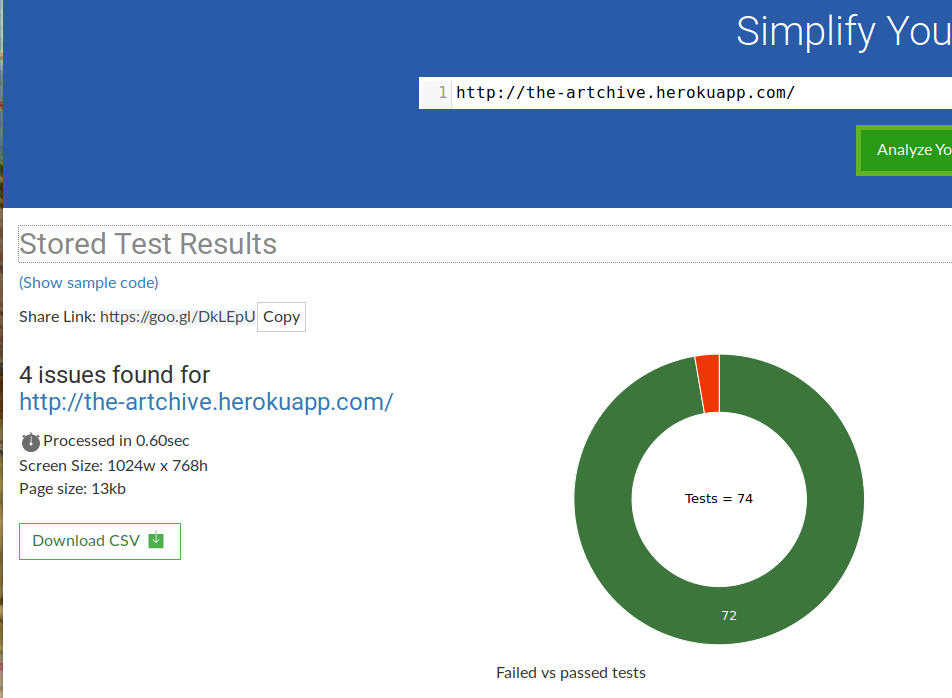 Simplify You
1 http://the-artchive.herokuapp.com/
Analyze Yo
Stored Test Results
(Show sample code)
Share Link: https://goo.gl/DkLEpU Copy
4 issues found for
http://the-artchive.herokuapp.com/
Processed in 0.60sec
Screen Size: 1024w x 768h
Page size: 13kb
Download CSV
Tests = 74
72
Failed vs passed tests